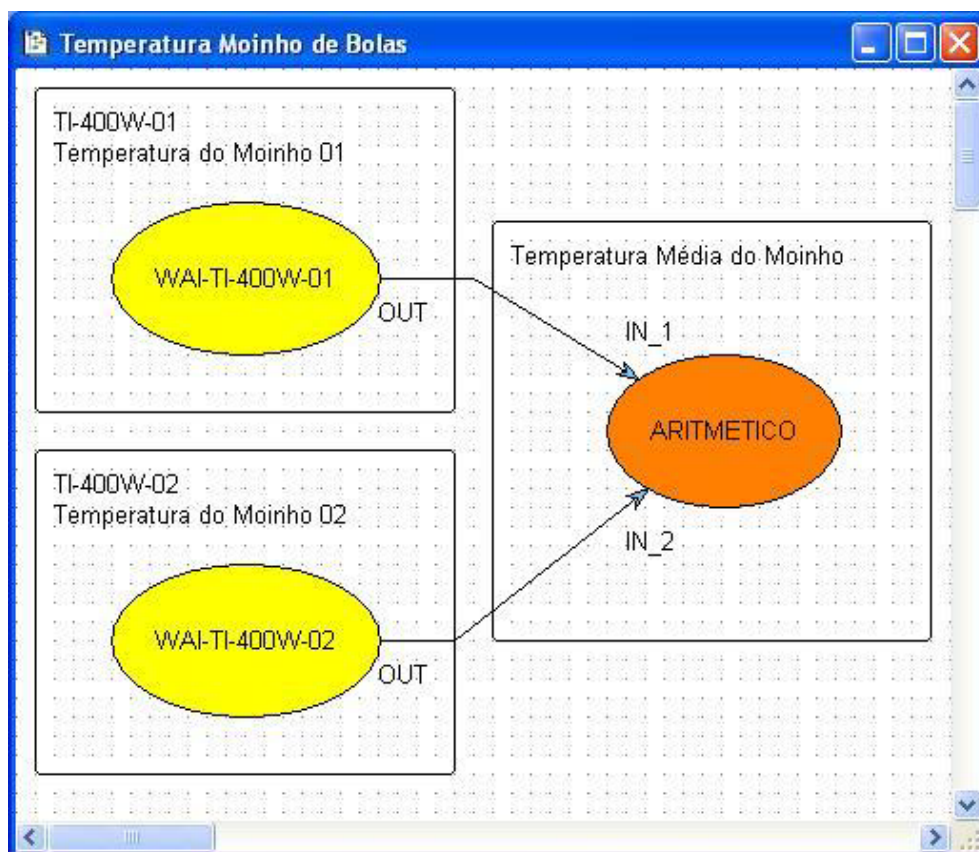 Temperatura Moinho de Bolas
TI-400W-01
Temperatura do Moinho 01
WAI-TI-400W-01
OUT
Temperatura Média do Moinho
IN_1
ARITMETICO
IN_2
TI-400W-02
Temperatura do Moinho 02
WAI-TI-400W-02
OUT